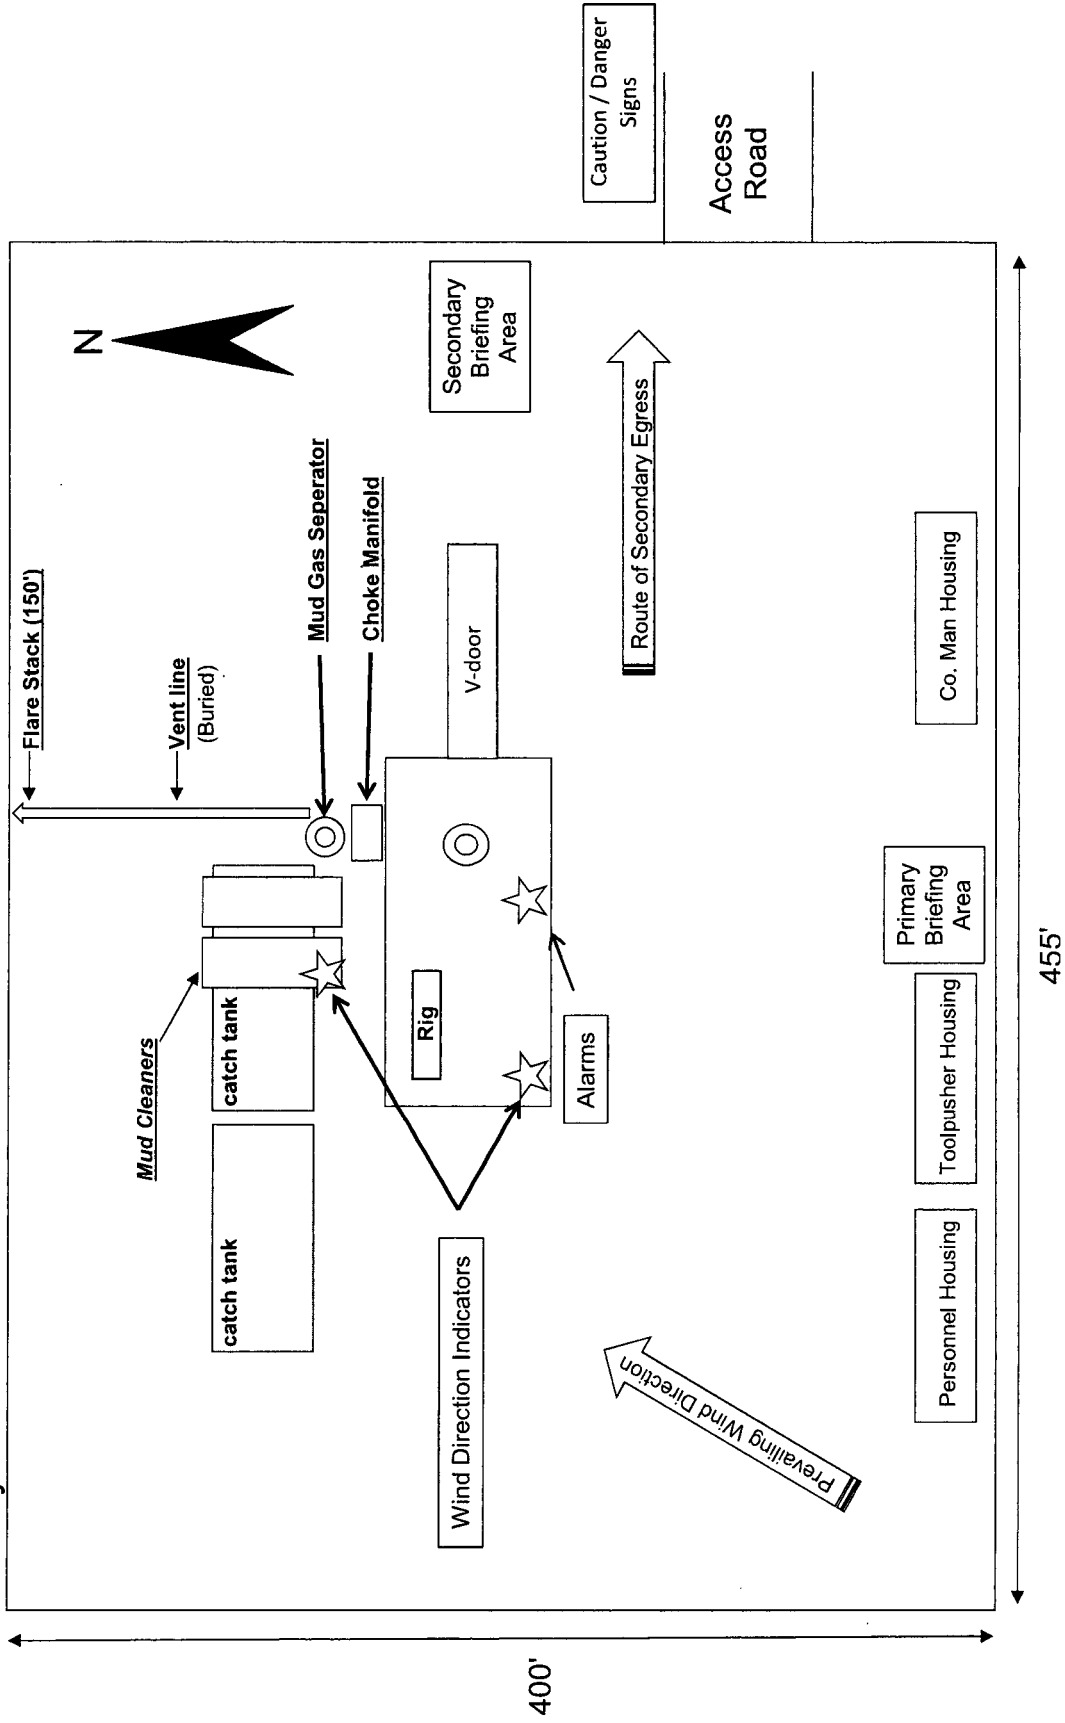 N
Flare Stack (150')
Vent line
(Buried)
Mud Gas Seperator
Choke Manifold
Mud Cleaners
catch tank
catch tank
Rig
V-door
Secondary
Briefing
Area
Caution / Danger
Signs
Access
Road
Route of Secondary Egress
Wind Direction Indicators
Alarms
Prevailing Wind Direction
Personnel Housing
Toolpusher Housing
Primary
Briefing
Area
Co. Man Housing
400'
455'